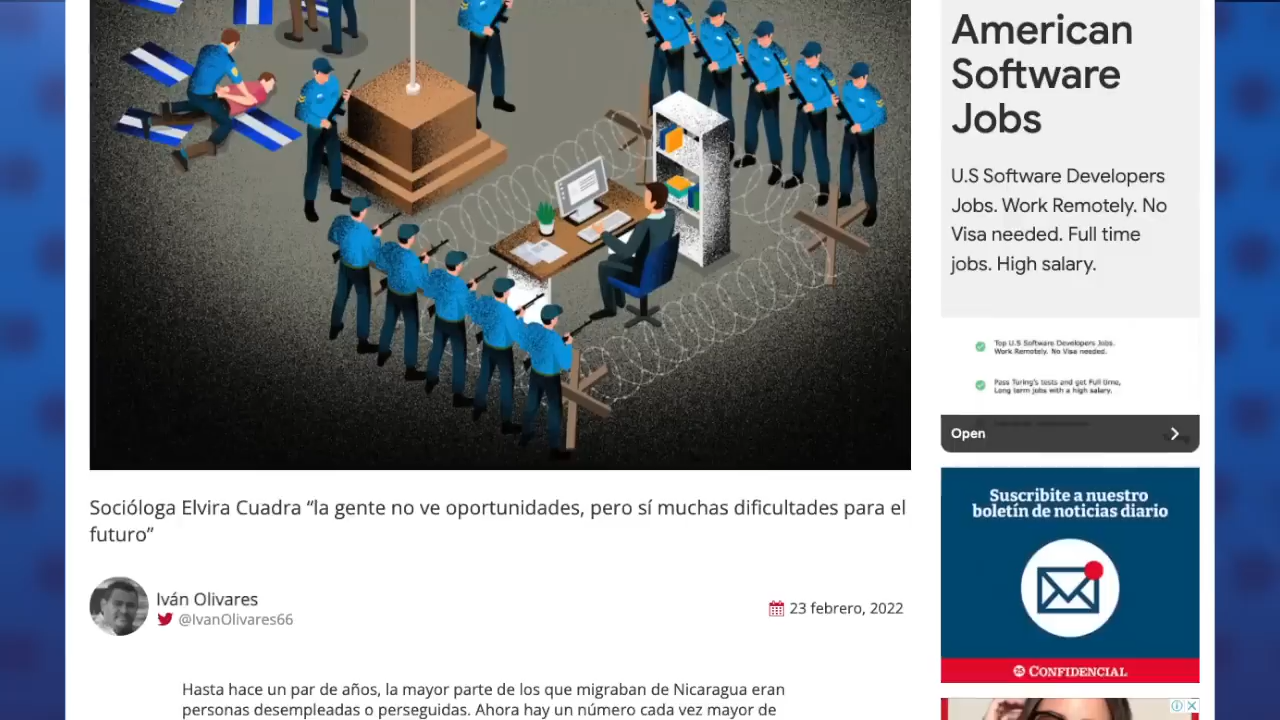 Socióloga Elvira Cuadra “la gente no ve oportunidades, pero sí muchas dificultades para el
futuro”
Iván Olivares
@IvanOlivares66
23 febrero, 2022
Hasta hace un par de años, la mayor parte de los que migraban de Nicaragua eran
personas desempleadas o perseguidas. Ahora hay un número cada vez mayor de
American
Software
Jobs
U.S Software Developers
Jobs. Work Remotely. No
Visa needed. Full time
jobs. High salary.
Top U.S Software Developers Jobs.
Work Remotely. No Visa needed.
Pass Turing's tests and get Full time,
Long term jobs with a high salary.
Open
Suscribite a nuestro
boletín de noticias diario
25 CONFIDENCIAL